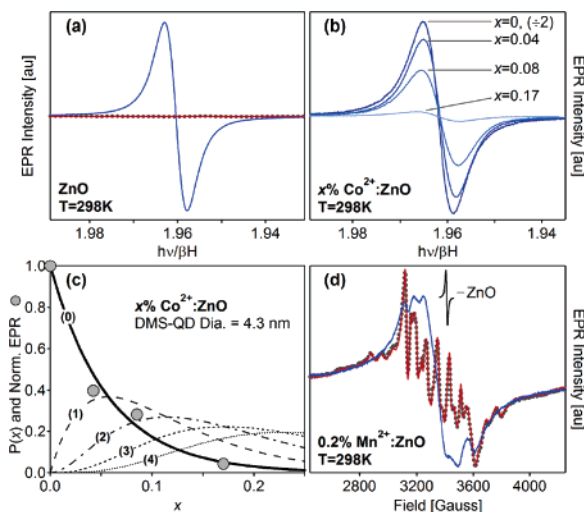 (a)
EPR Intensity [au]
ZnO
T=298K
1.98
1.96
1.94
hν/βH
(b)
x=0, (÷2)
x=0.04
x=0.08
x=0.17
x% Co²⁺:ZnO
T=298K
1.98
1.96
1.94
hν/βH
EPR Intensity [au]
(c)
P(x) and Norm. EPR
1.0
0.8
0.6
0.4
0.2
0.0
x% Co²⁺:ZnO
DMS-QD Dia. = 4.3 nm
(0)
(1)
(2)
(3)
(4)
0.0
0.1
0.2
x
(d)
–ZnO
0.2% Mn²⁺:ZnO
T=298K
2800
3400
4000
Field [Gauss]
EPR Intensity [au]